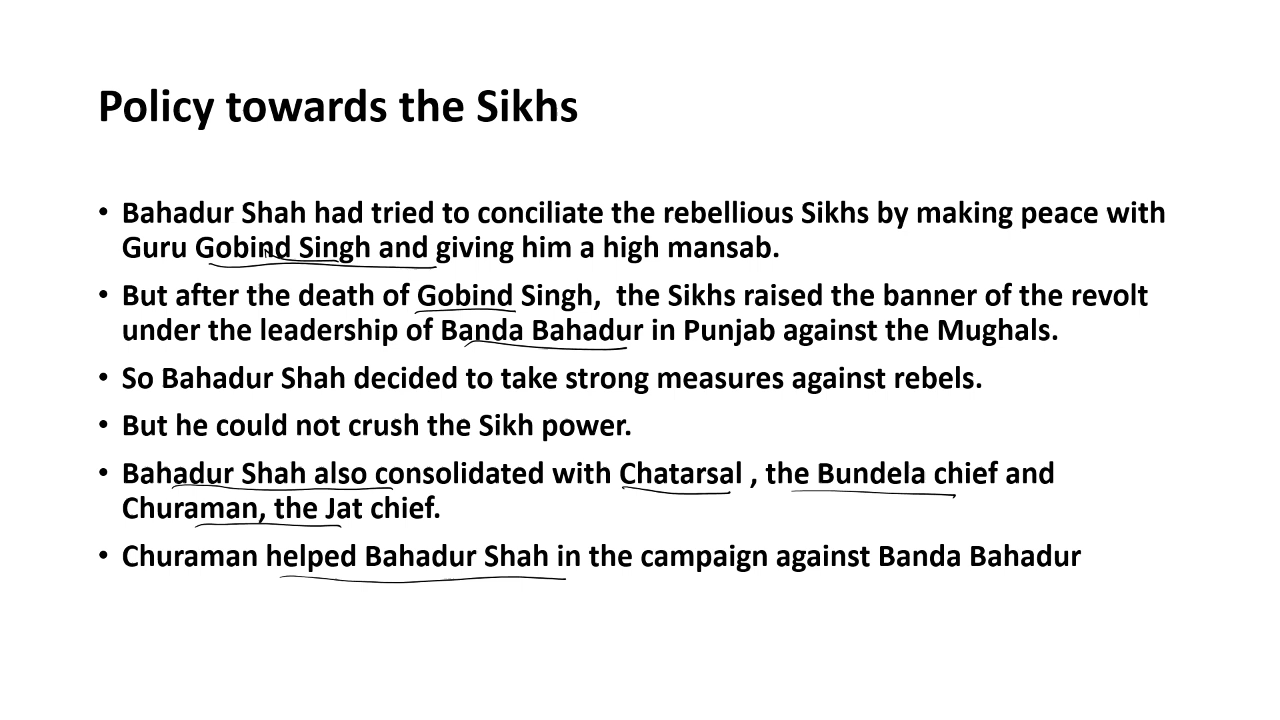 Policy towards the Sikhs
• Bahadur Shah had tried to conciliate the rebellious Sikhs by making peace with
Guru Gobind Singh and giving him a high mansab.
• But after the death of Gobind Singh,  the Sikhs raised the banner of the revolt
under the leadership of Banda Bahadur in Punjab against the Mughals.
• So Bahadur Shah decided to take strong measures against rebels.
• But he could not crush the Sikh power.
• Bahadur Shah also consolidated with Chatarsal , the Bundela chief and
Churaman, the Jat chief.
• Churaman helped Bahadur Shah in the campaign against Banda Bahadur